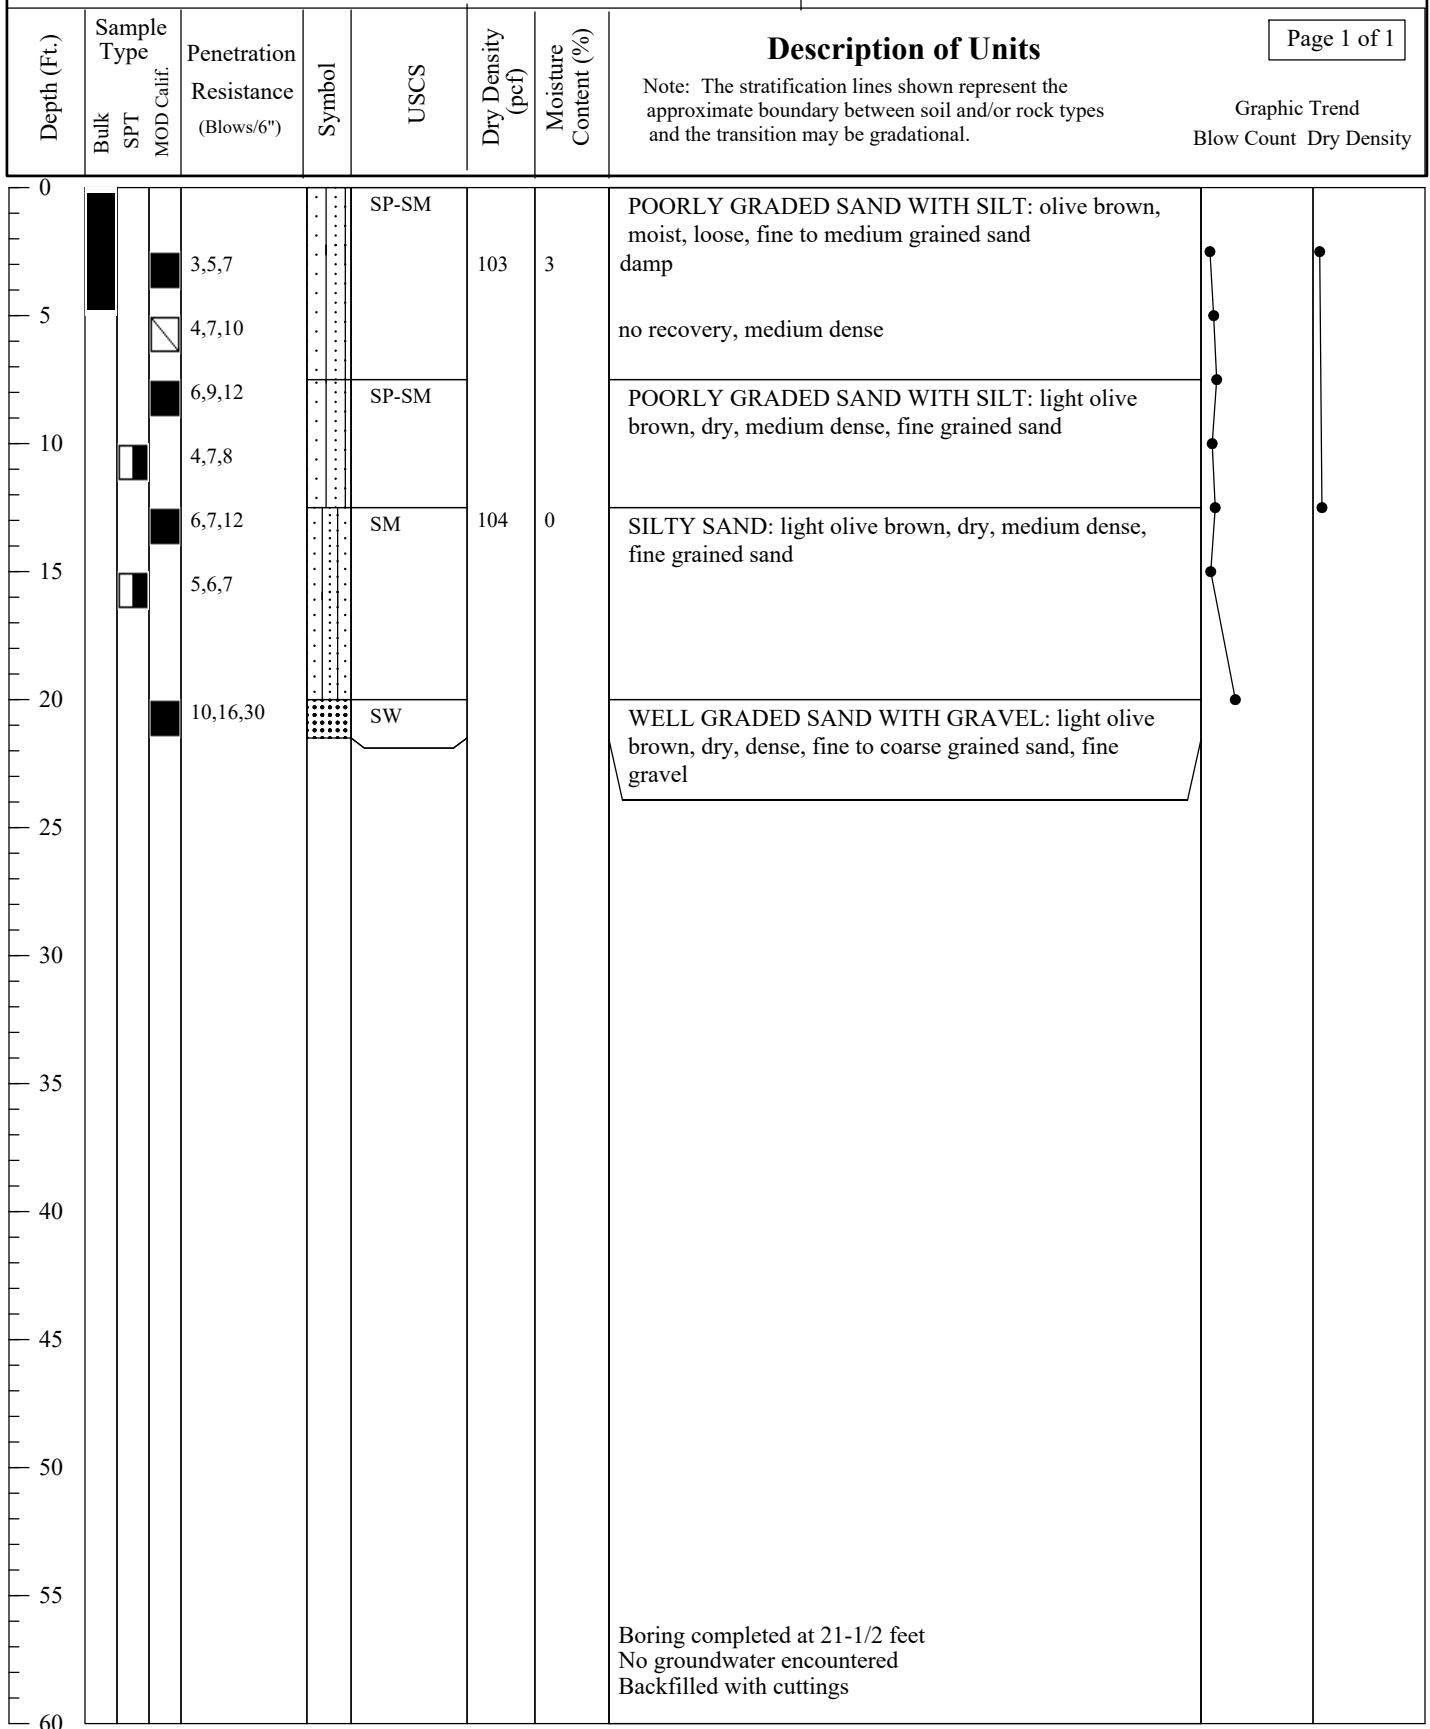 Page 1 of 1
Depth (Ft.)
Sample
Type
Bulk
SPT
MOD Calif.
Penetration
Resistance
(Blows/6")
Symbol
USCS
Dry Density
(pcf)
Moisture
Content (%)
Description of Units
Note: The stratification lines shown represent the
approximate boundary between soil and/or rock types
and the transition may be gradational.
Graphic Trend
Blow Count Dry Density
0
SP-SM
POORLY GRADED SAND WITH SILT: olive brown,
moist, loose, fine to medium grained sand
3,5,7 103 3 damp
5
4,7,10 no recovery, medium dense
6,9,12 SP-SM POORLY GRADED SAND WITH SILT: light olive
brown, dry, medium dense, fine grained sand
10
4,7,8
6,7,12 SM 104 0 SILTY SAND: light olive brown, dry, medium dense,
fine grained sand
15
5,6,7
20
10,16,30 SW WELL GRADED SAND WITH GRAVEL: light olive
brown, dry, dense, fine to coarse grained sand, fine
gravel
25
30
35
40
45
50
55
Boring completed at 21-1/2 feet
No groundwater encountered
Backfilled with cuttings
60